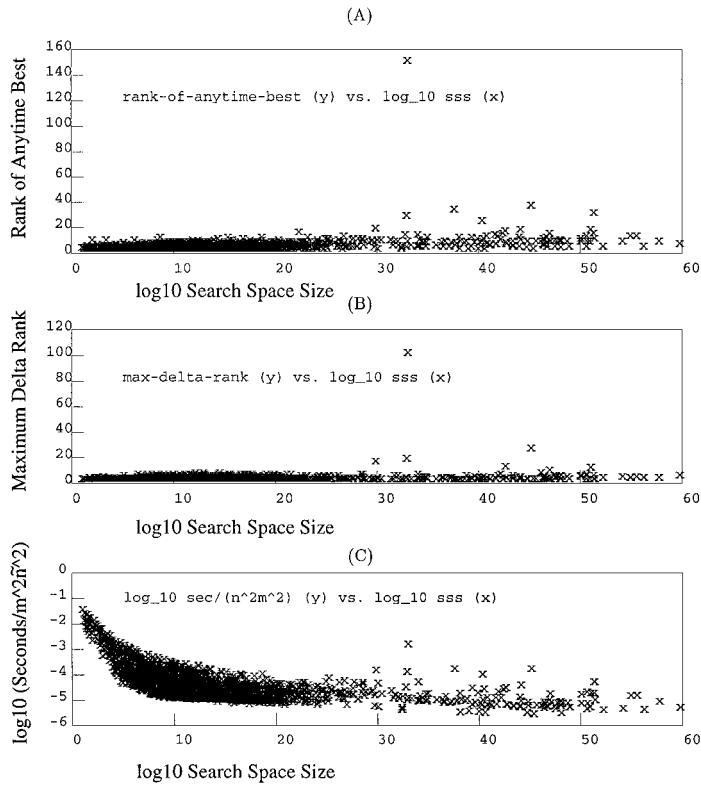 (A)
Rank of Anytime Best
160
140
120
100
80
60
40
20
0
rank-of-anytime-best (y) vs. log_10 sss (x)
0 10 20 30 40 50 60
log10 Search Space Size
(B)
Maximum Delta Rank
120
100
80
60
40
20
0
max-delta-rank (y) vs. log_10 sss (x)
0 10 20 30 40 50 60
log10 Search Space Size
(C)
log10 (Seconds/m^2ñ^2)
0
-1
-2
-3
-4
-5
-6
log_10 sec/(n^2m^2) (y) vs. log_10 sss (x)
0 10 20 30 40 50 60
log10 Search Space Size